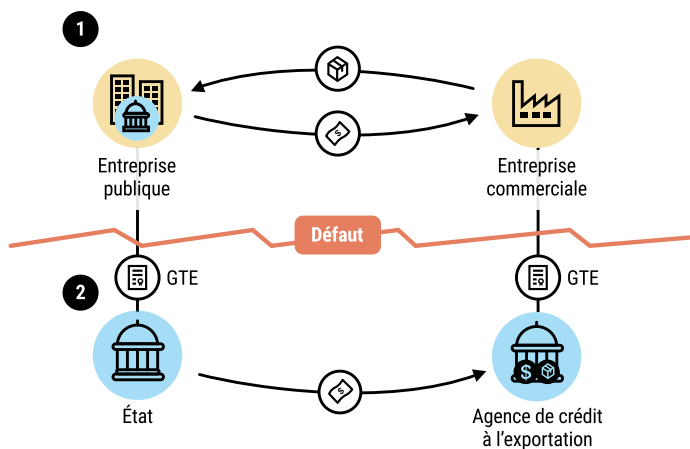 1
Entreprise
publique
Entreprise
commerciale
Défaut
2
GTE
GTE
État
Agence de crédit
à l'exportation